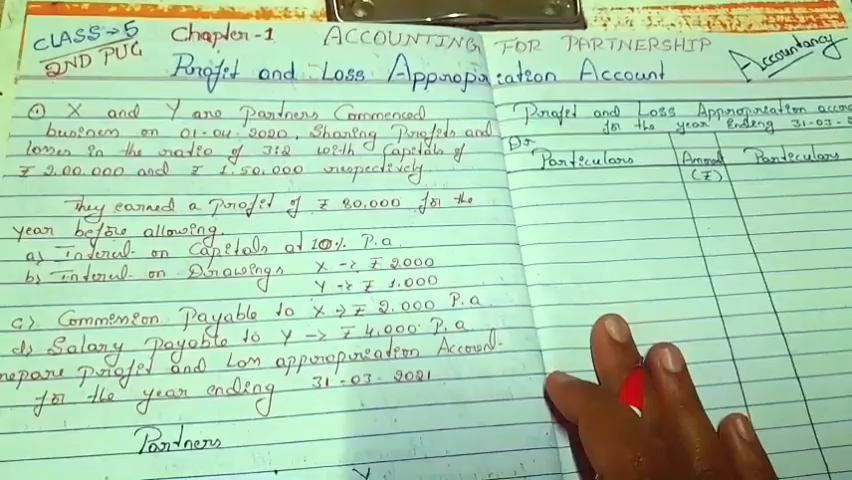 CLASS→5
2ND PUC
Chapter-1 ACCOUNTING FOR PARTNERSHIP
Profit and Loss Appropriation Account
Accountancy
① X and Y are Partners Commenced
business on 01-04-2020, Sharing Profits and
losses in the ratio of 3:2 with Capitals of
₹ 2,00,000 and ₹ 1,50,000 respectively.
They earned a profit of ₹ 80,000 for the
year before allowing.
a) Interest on Capitals at 10% P.a
b) Interest on Drawings X → ₹ 2,000
Y → ₹ 1,000
c) Commission Payable to X → ₹ 2,000 P.a
d) Salary payable to Y → ₹ 4,000 P.a
repare profit and Loss appropriation Account
for the year ending 31-03-2021
Partners
Y
Profit and Loss Appropriation accou
for the year ending 31-03-2
Dr
Particulars Amount Particulars
(₹)